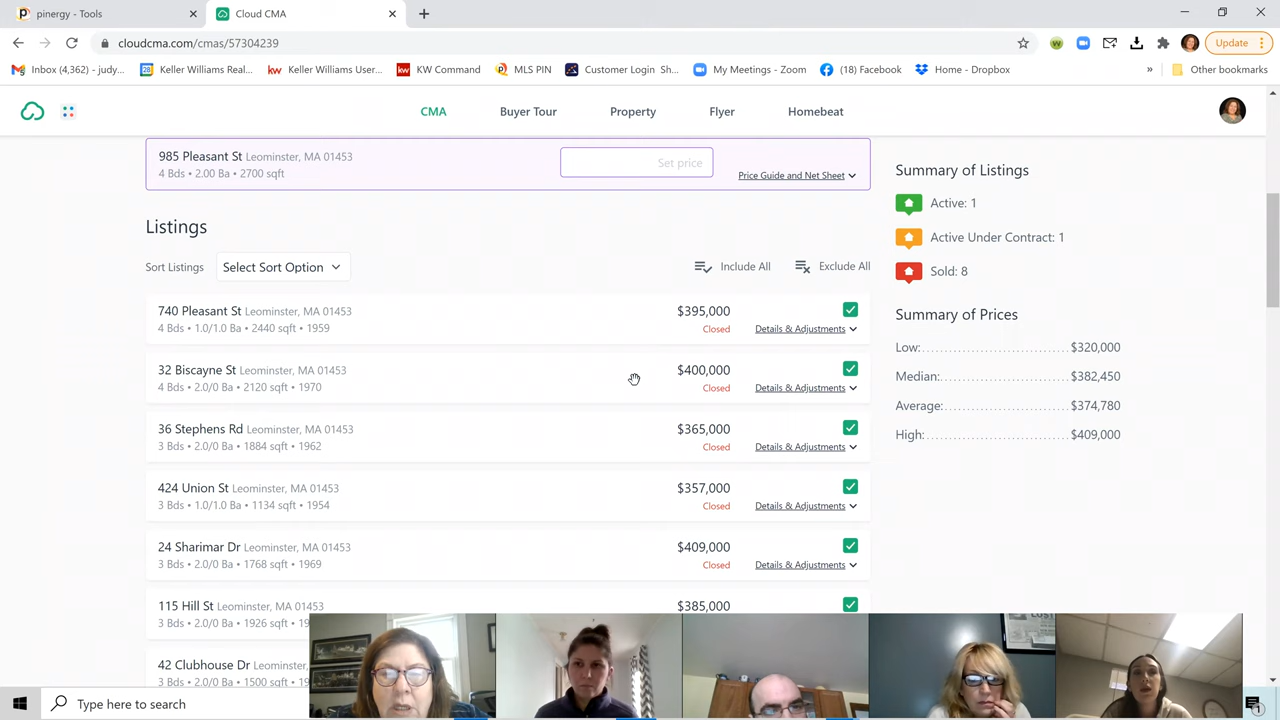 pinergy - Tools
Cloud CMA
cloudcma.com/cmas/57304239
Update
Inbox (4,362) - judy...
Keller Williams Real...
Keller Williams User...
KW Command
MLS PIN
Customer Login Sh...
My Meetings - Zoom
(18) Facebook
Home - Dropbox
»
Other bookmarks
CMA
Buyer Tour
Property
Flyer
Homebeat
985 Pleasant St Leominster, MA 01453
4 Bds • 2.00 Ba • 2700 sqft
Set price
Price Guide and Net Sheet
Listings
Sort Listings
Select Sort Option
Include All
Exclude All
740 Pleasant St Leominster, MA 01453
4 Bds • 1.0/1.0 Ba • 2440 sqft • 1959
$395,000
Closed
Details & Adjustments
32 Biscayne St Leominster, MA 01453
4 Bds • 2.0/0 Ba • 2120 sqft • 1970
$400,000
Closed
Details & Adjustments
36 Stephens Rd Leominster, MA 01453
3 Bds • 2.0/0 Ba • 1884 sqft • 1962
$365,000
Closed
Details & Adjustments
424 Union St Leominster, MA 01453
3 Bds • 1.0/1.0 Ba • 1134 sqft • 1954
$357,000
Closed
Details & Adjustments
24 Sharimar Dr Leominster, MA 01453
3 Bds • 2.0/0 Ba • 1768 sqft • 1969
$409,000
Closed
Details & Adjustments
115 Hill St Leominster, MA 01453
3 Bds • 2.0/0 Ba • 1926 sqft • 19
$385,000
42 Clubhouse Dr Leominster, MA 01453
3 Bds • 2.0/0 Ba • 1500 sqft •
Summary of Listings
Active: 1
Active Under Contract: 1
Sold: 8
Summary of Prices
Low: $320,000
Median: $382,450
Average: $374,780
High: $409,000
Type here to search